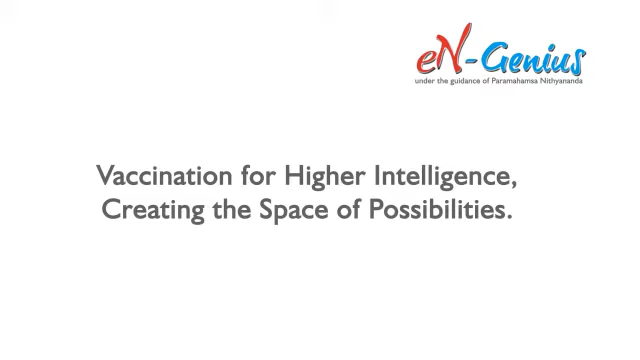 eN-Genius
under the guidance of Paramahamsa Nithyananda
Vaccination for Higher Intelligence,
Creating the Space of Possibilities.